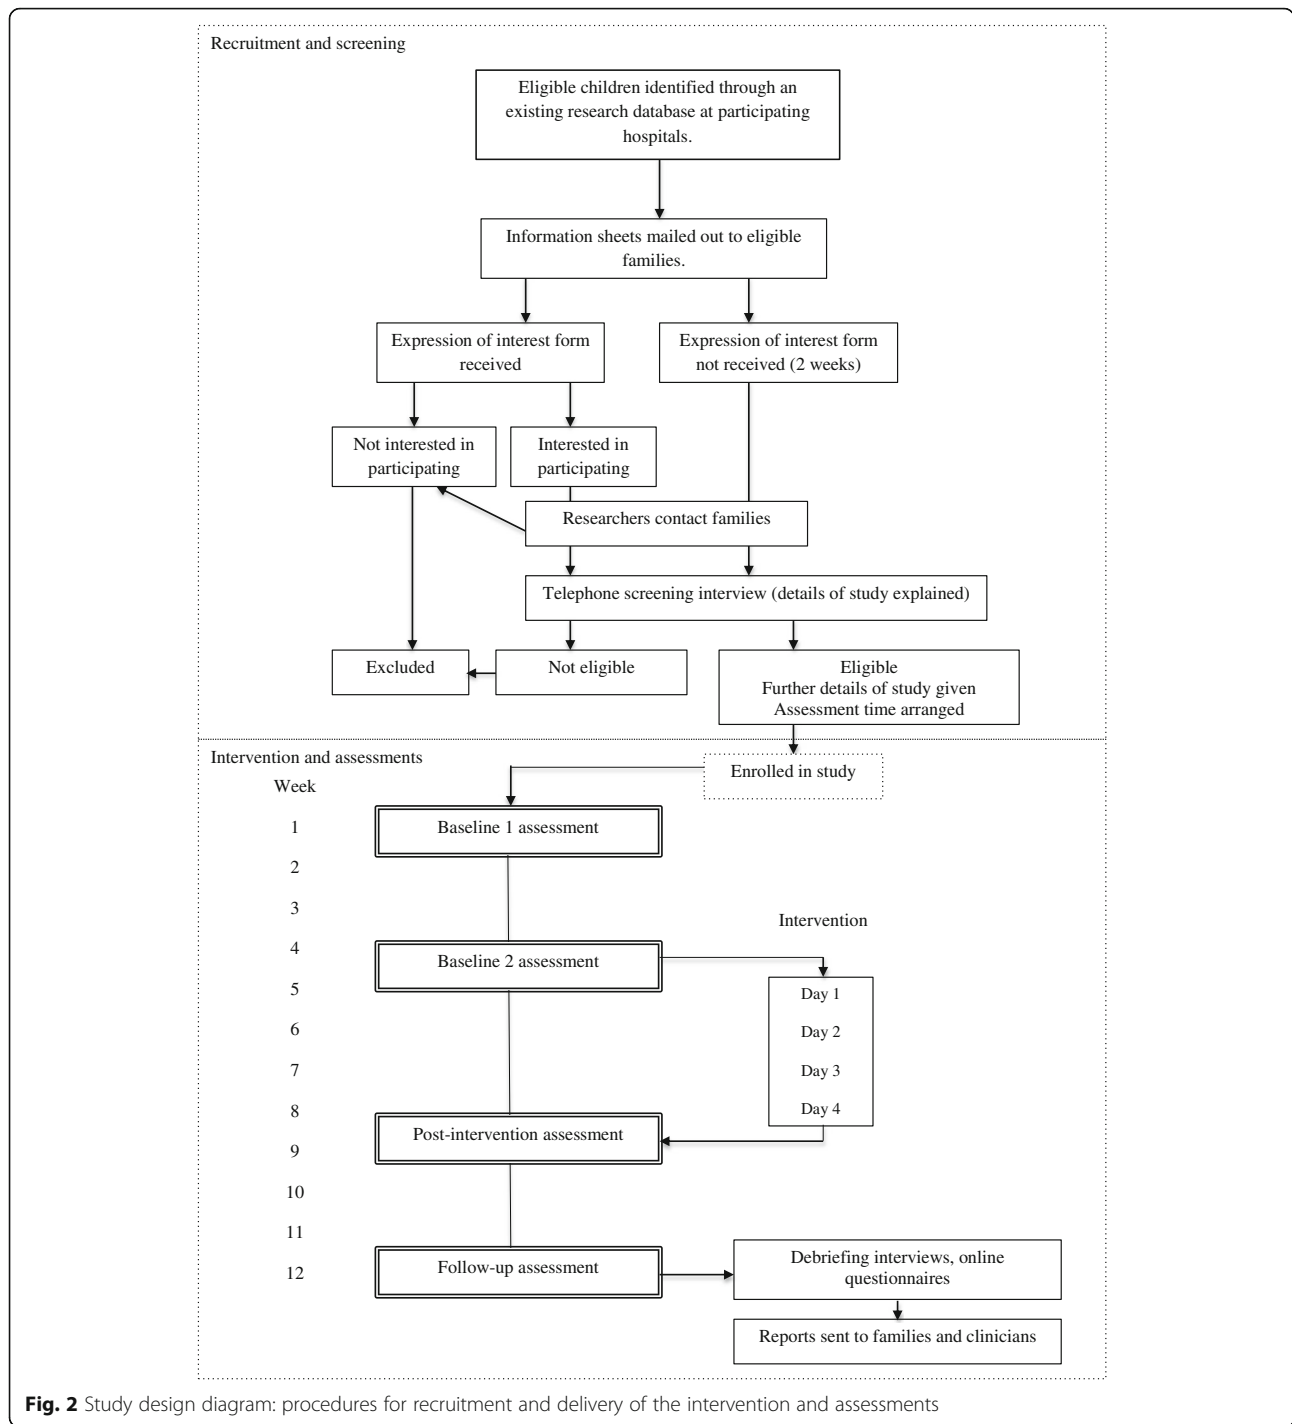 Recruitment and screening
Eligible children identified through an
existing research database at participating
hospitals.
Information sheets mailed out to eligible
families.
Expression of interest form
received
Expression of interest form
not received (2 weeks)
Not interested in
participating
Interested in
participating
Researchers contact families
Telephone screening interview (details of study explained)
Excluded
Not eligible
Eligible
Further details of study given
Assessment time arranged
Intervention and assessments
Enrolled in study
Week
1
Baseline 1 assessment
2
3
Intervention
4
Baseline 2 assessment
5
Day 1
6
Day 2
7
Day 3
8
Day 4
Post-intervention assessment
9
10
11
12
Follow-up assessment
Debriefing interviews, online
questionnaires
Reports sent to families and clinicians
Fig. 2 Study design diagram: procedures for recruitment and delivery of the intervention and assessments